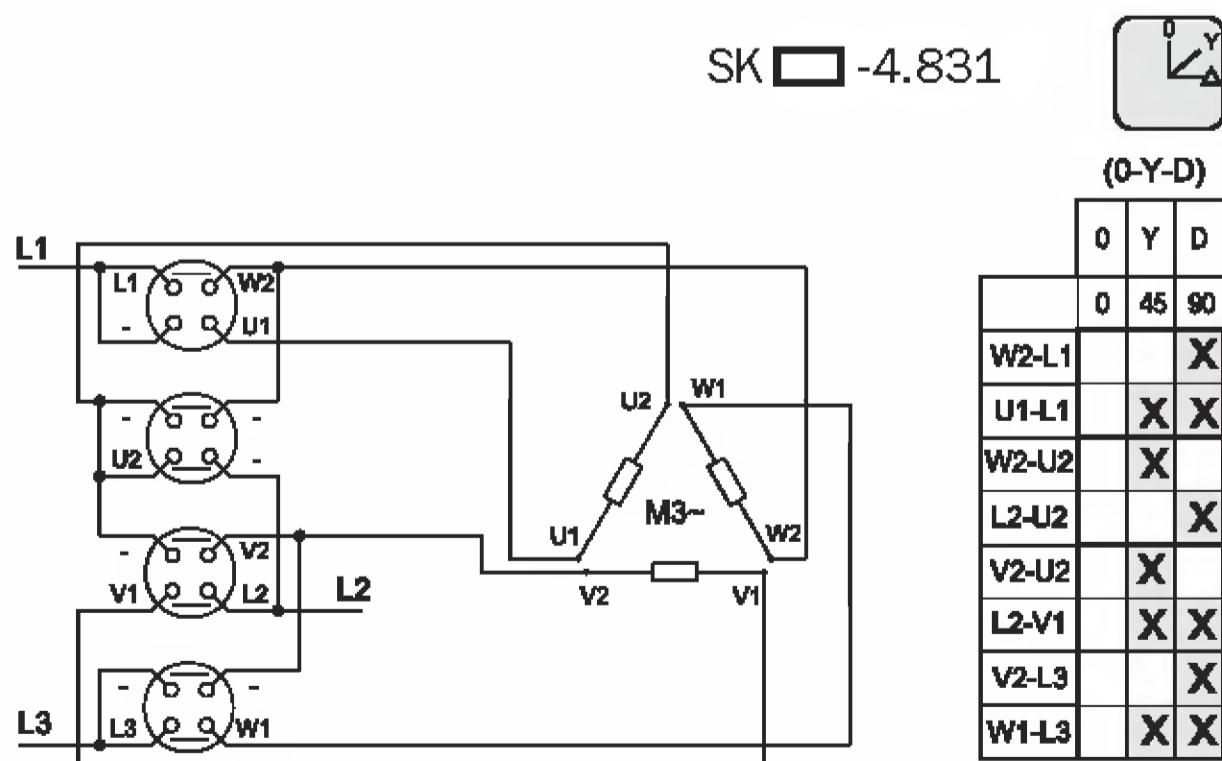 SK -4.831
0
Y
(0-Y-D)
0 Y D
0 45 90
W2-L1 X
U1-L1 X X
W2-U2 X
L2-U2 X
V2-U2 X
L2-V1 X X
V2-L3 X
W1-L3 X X
L1
L1 W2
- U1
- -
U2 -
- V2
V1 L2
L2
- -
L3
L3 W1
U2 W1
M3~
U1 W2
V2 V1